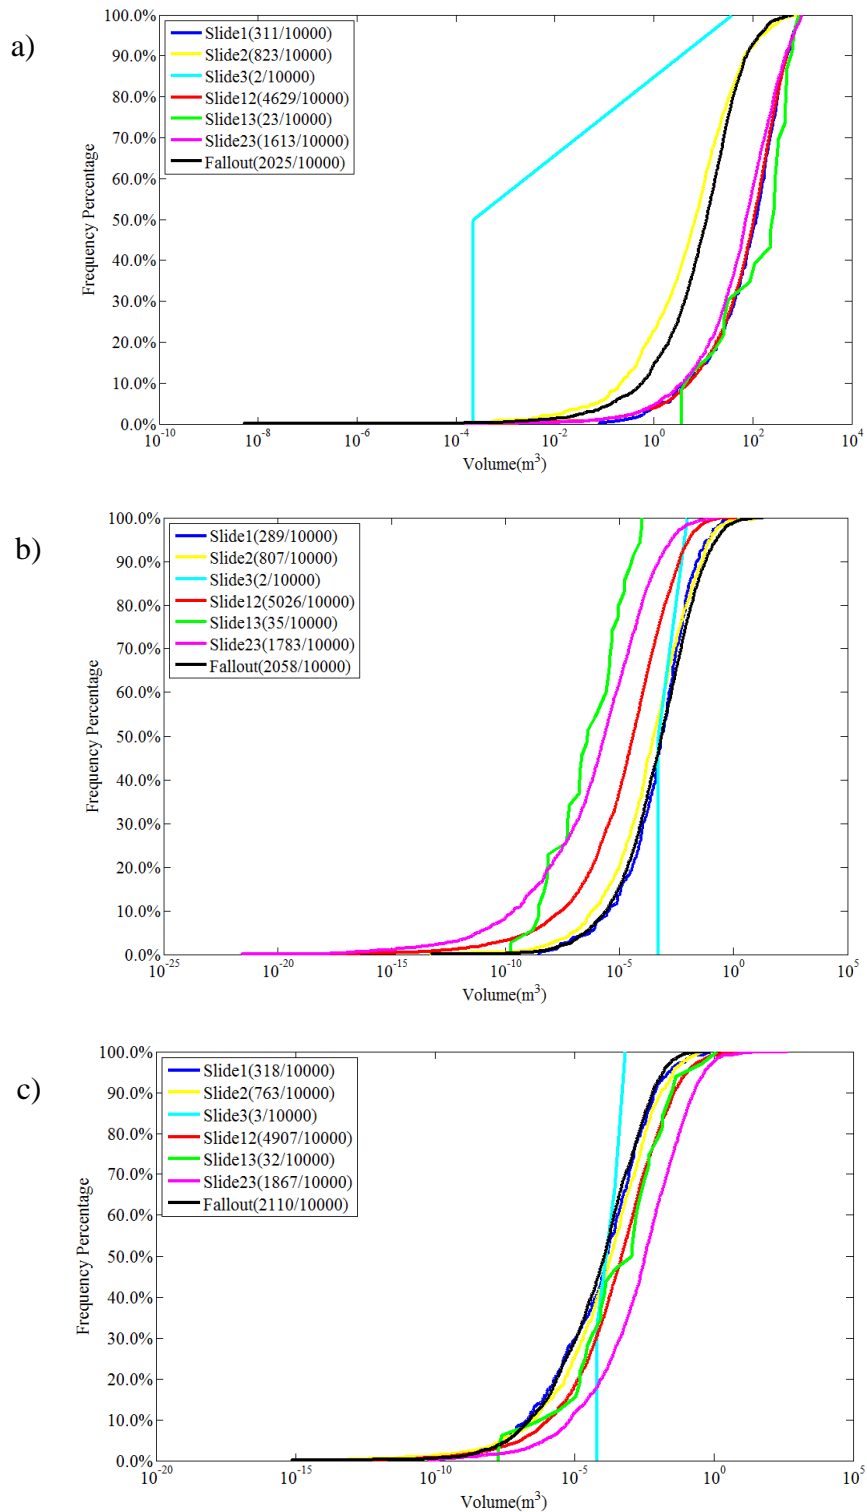 a)
100.0%
90.0%
80.0%
70.0%
60.0%
50.0%
40.0%
30.0%
20.0%
10.0%
0.0%
Frequency Percentage
Slide1(311/10000)
Slide2(823/10000)
Slide3(2/10000)
Slide12(4629/10000)
Slide13(23/10000)
Slide23(1613/10000)
Fallout(2025/10000)
10^-10 10^-8 10^-6 10^-4 10^-2 10^0 10^2 10^4
Volume(m^3)
b)
100.0%
90.0%
80.0%
70.0%
60.0%
50.0%
40.0%
30.0%
20.0%
10.0%
0.0%
Frequency Percentage
Slide1(289/10000)
Slide2(807/10000)
Slide3(2/10000)
Slide12(5026/10000)
Slide13(35/10000)
Slide23(1783/10000)
Fallout(2058/10000)
10^-25 10^-20 10^-15 10^-10 10^-5 10^0 10^5
Volume(m^3)
c)
100.0%
90.0%
80.0%
70.0%
60.0%
50.0%
40.0%
30.0%
20.0%
10.0%
0.0%
Frequency Percentage
Slide1(318/10000)
Slide2(763/10000)
Slide3(3/10000)
Slide12(4907/10000)
Slide13(32/10000)
Slide23(1867/10000)
Fallout(2110/10000)
10^-20 10^-15 10^-10 10^-5 10^0 10^5
Volume(m^3)